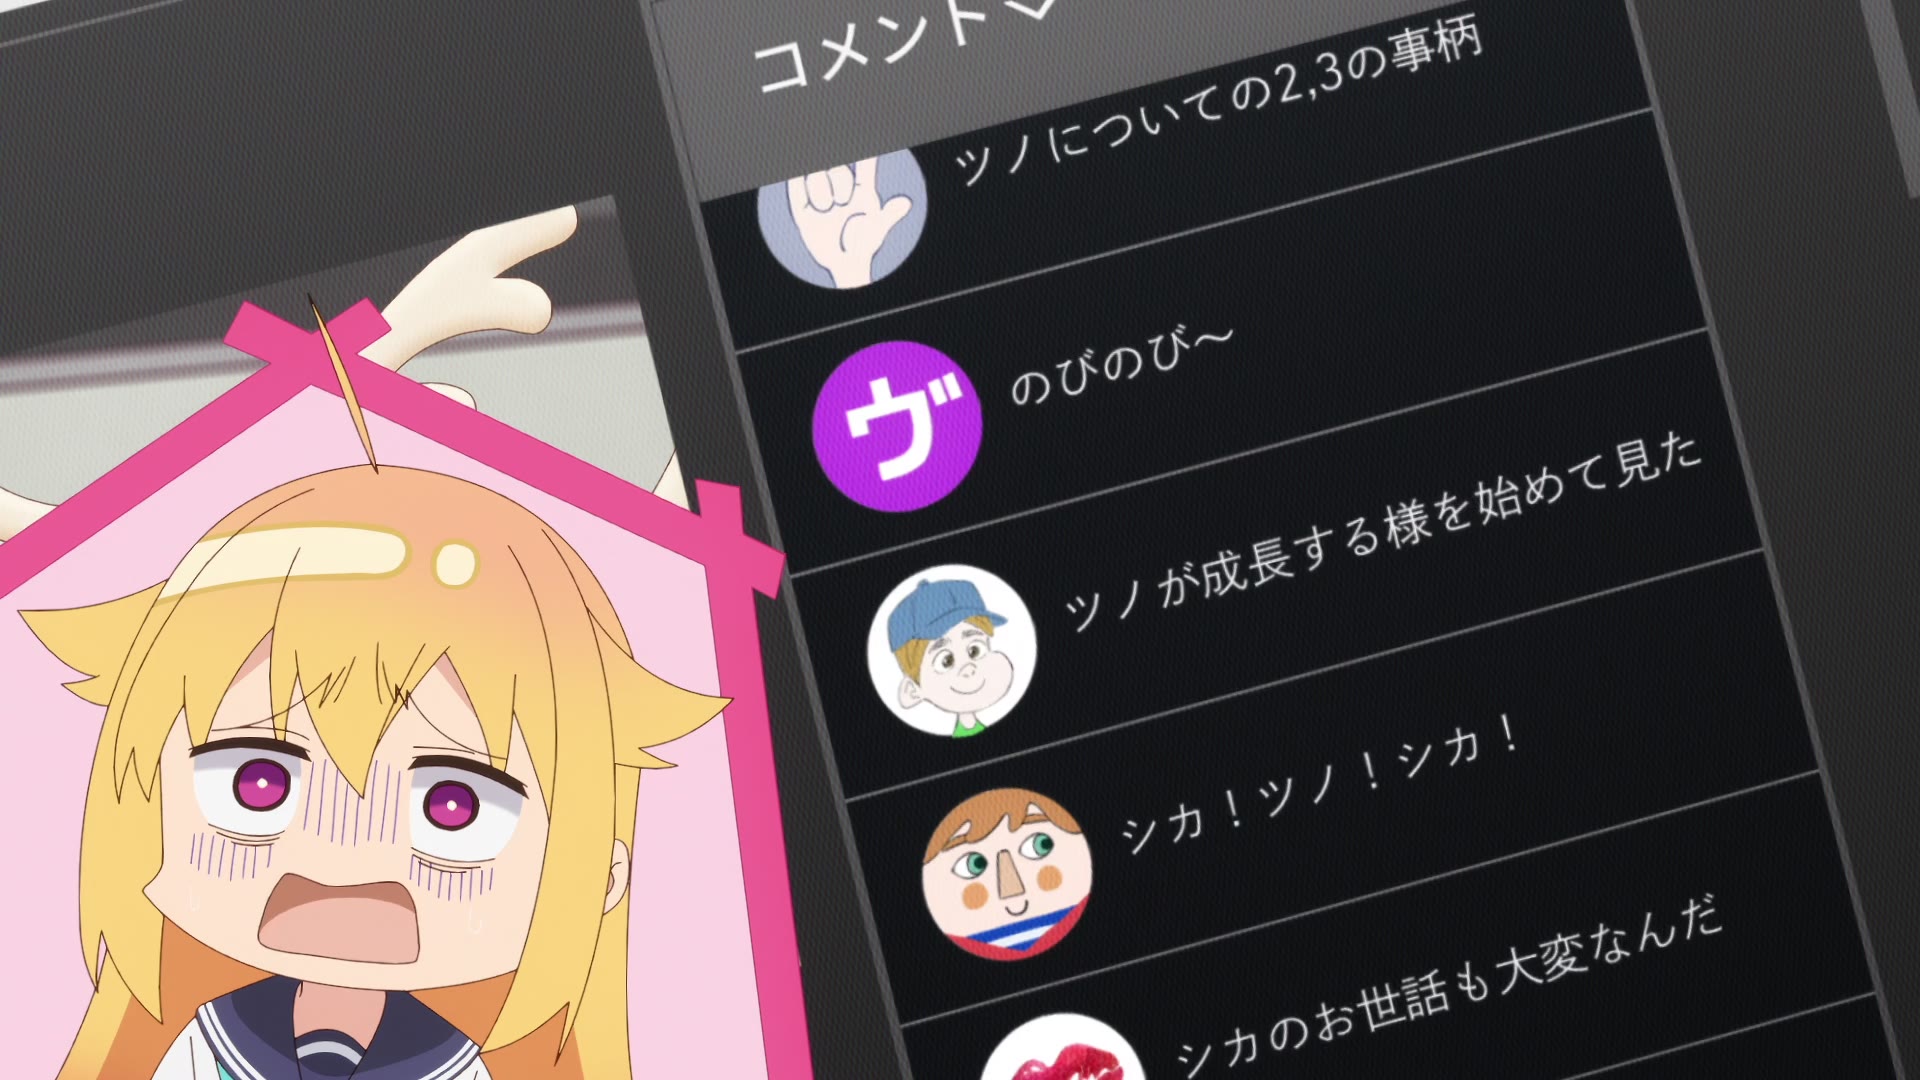 コメント
ツノについての2,3の事柄
ヴ
のびのび～
ツノが成長する様を始めて見た
シカ！ツノ！シカ！
シカのお世話も大変なんだ